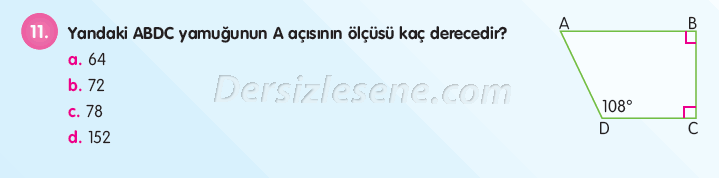 11. Yandaki ABDC yamuğunun A açısının ölçüsü kaç derecedir?
a. 64
b. 72
c. 78
d. 152
Dersizlesene.com
A B
108°
D C